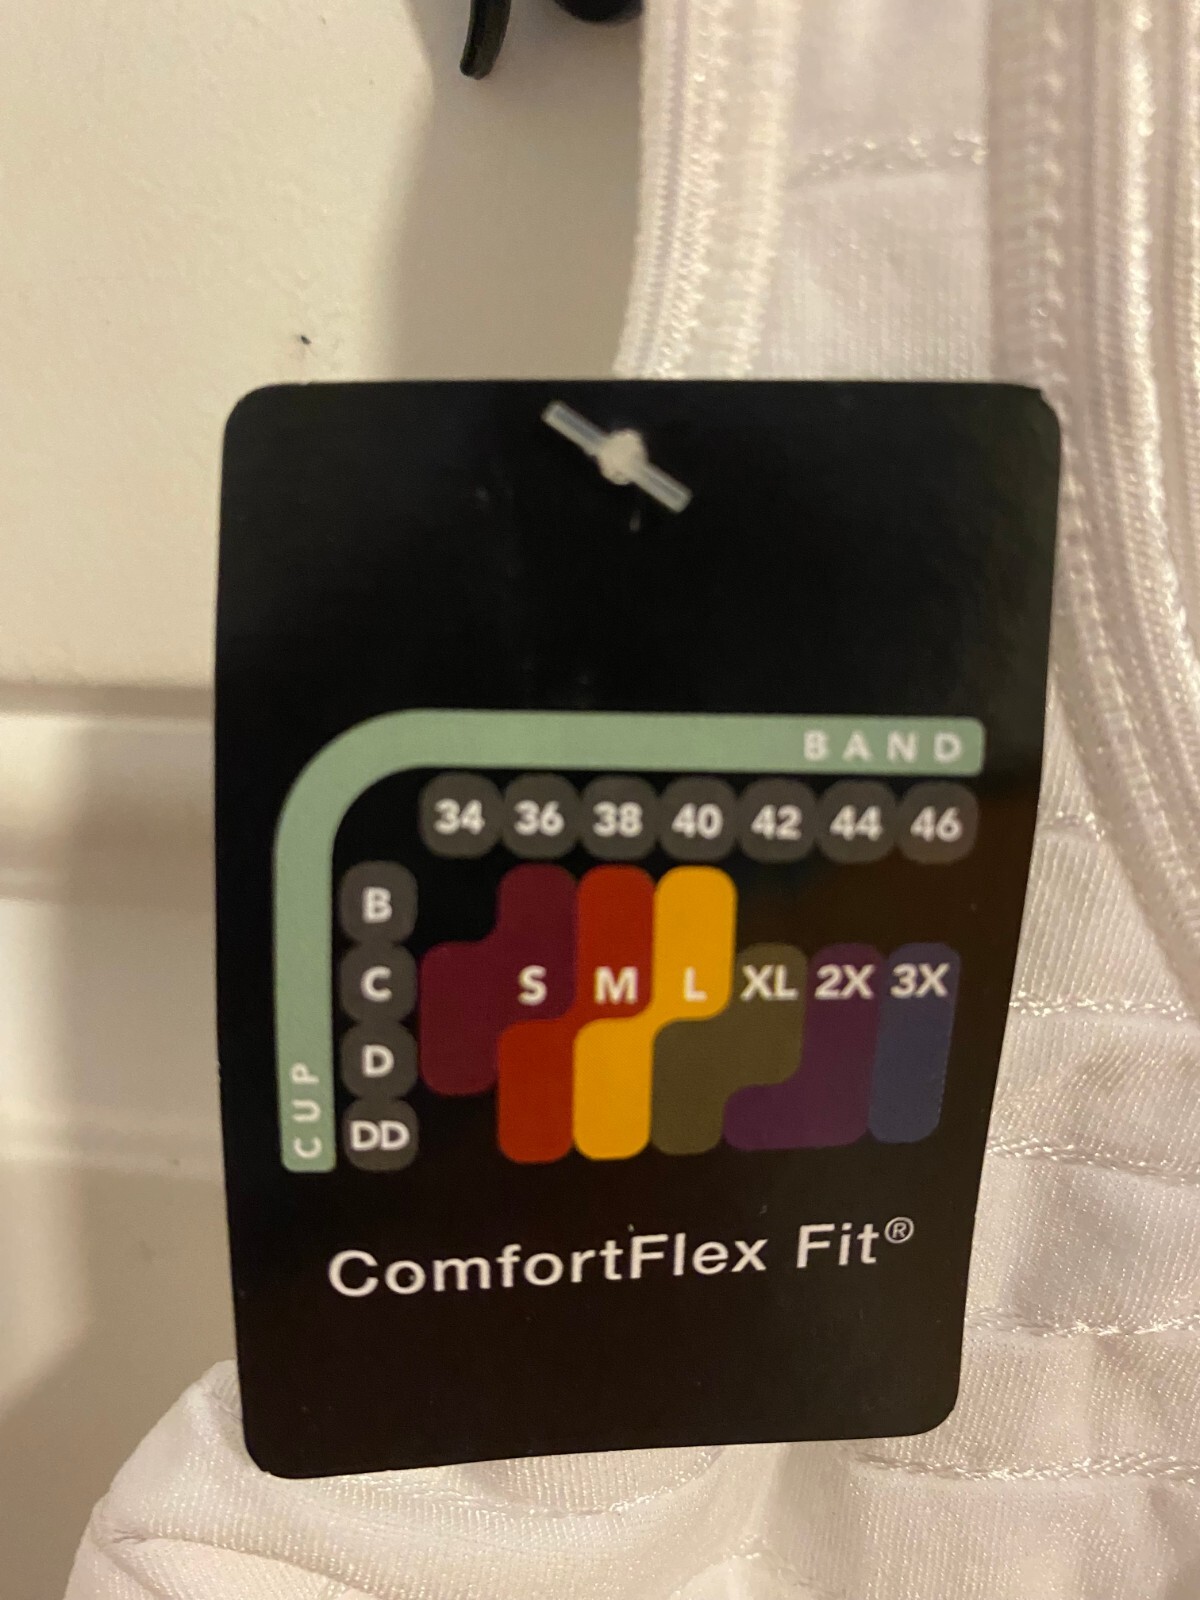 BAND
34 36 38 40 42 44 46
B
C S M L XL 2X 3X
D
DD
CUP
ComfortFlex Fit®